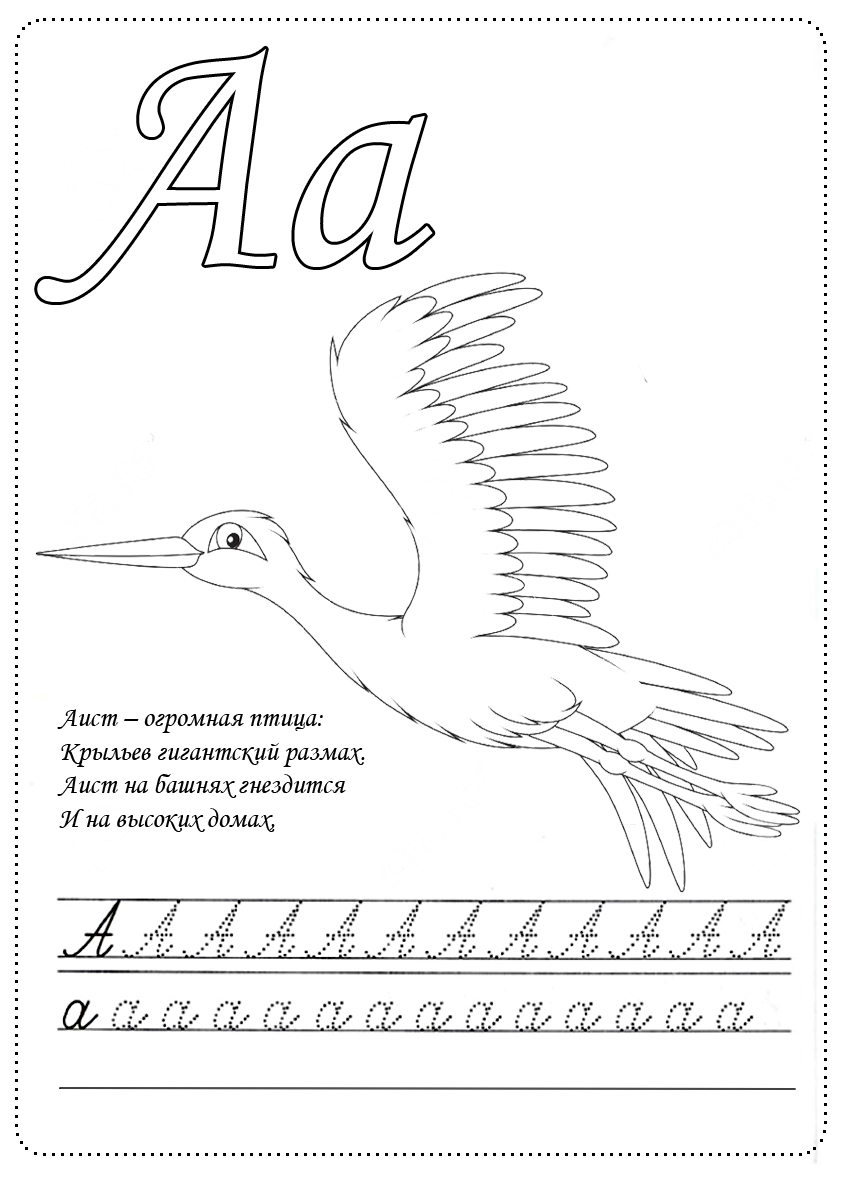 Аа
Аист – огромная птица:
Крыльев гигантский размах.
Аист на башнях гнездится
И на высоких домах.
А А А А А А А А А А А А
а а а а а а а а а а а а а а